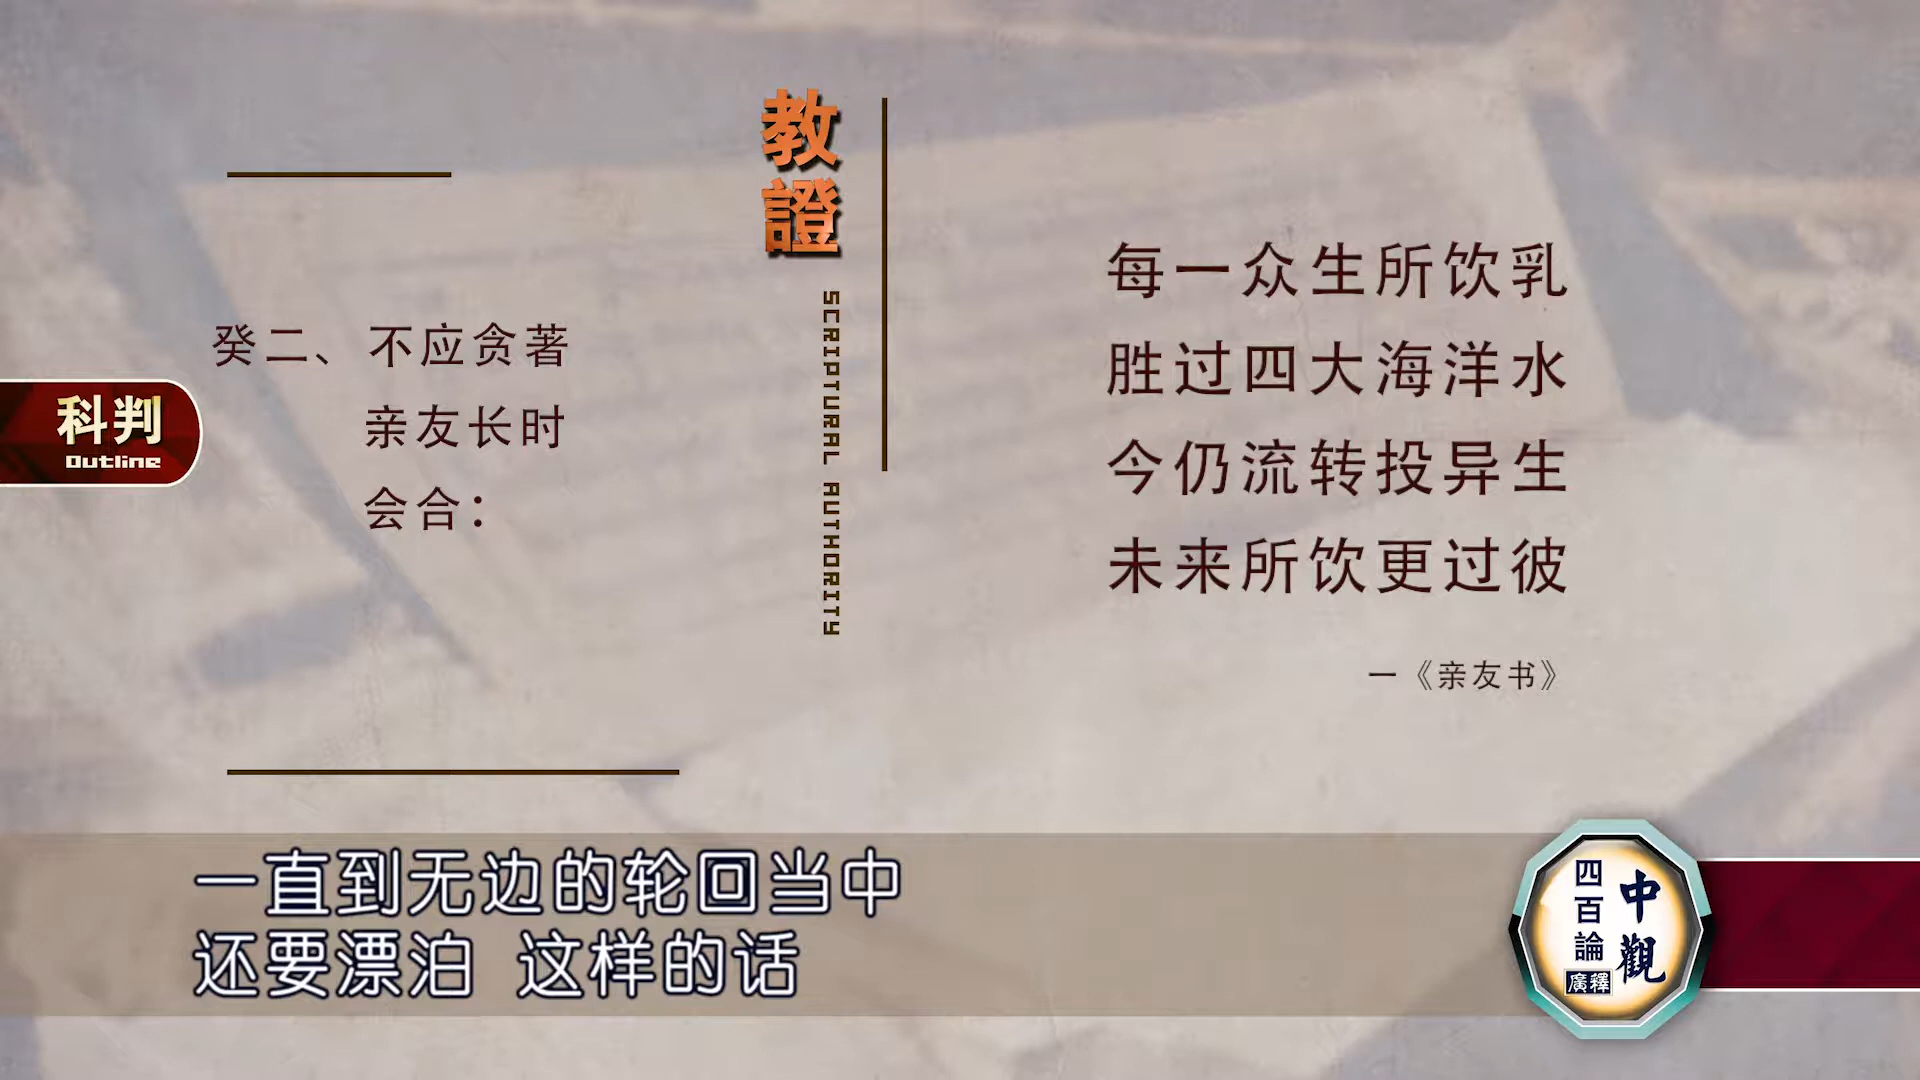 科判
Outline
癸二、不应贪著
亲友长时
会合：
教證
SCRIPTURAL AUTHORITY
每一众生所饮乳
胜过四大海洋水
今仍流转投异生
未来所饮更过彼
一《亲友书》
一直到无边的轮回当中
还要漂泊 这样的话
中觀
四百論
廣釋